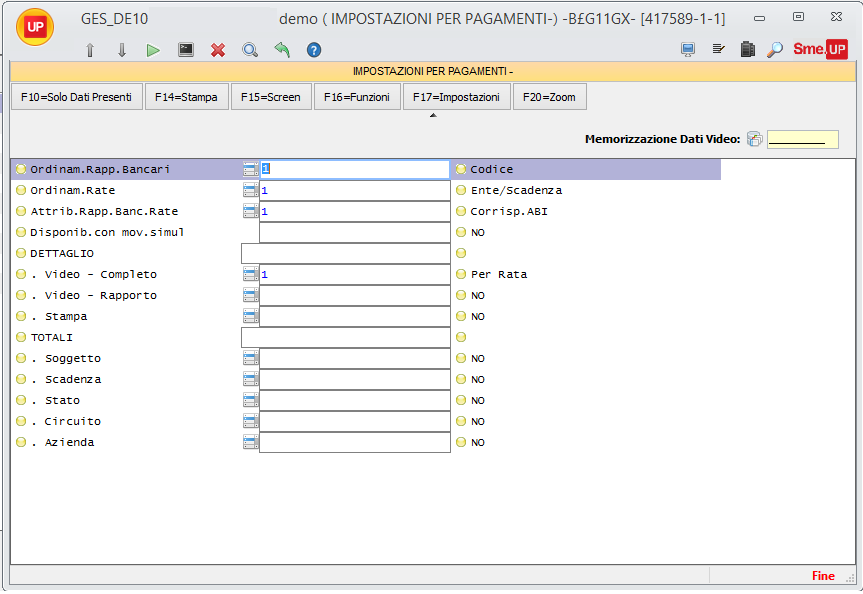 UP GES_DE10 demo ( IMPOSTAZIONI PER PAGAMENTI-) -B£G11GX- [417589-1-1]
Sme.UP
IMPOSTAZIONI PER PAGAMENTI -
F10=Solo Dati Presenti F14=Stampa F15=Screen F16=Funzioni F17=Impostazioni F20=Zoom
Memorizzazione Dati Video:
Ordinam.Rapp.Bancari 1 Codice
Ordinam.Rate 1 Ente/Scadenza
Attrib.Rapp.Banc.Rate 1 Corrisp.ABI
Disponib.con mov.simul NO
DETTAGLIO
. Video - Completo 1 Per Rata
. Video - Rapporto NO
. Stampa NO
TOTALI
. Soggetto NO
. Scadenza NO
. Stato NO
. Circuito NO
. Azienda NO
Fine